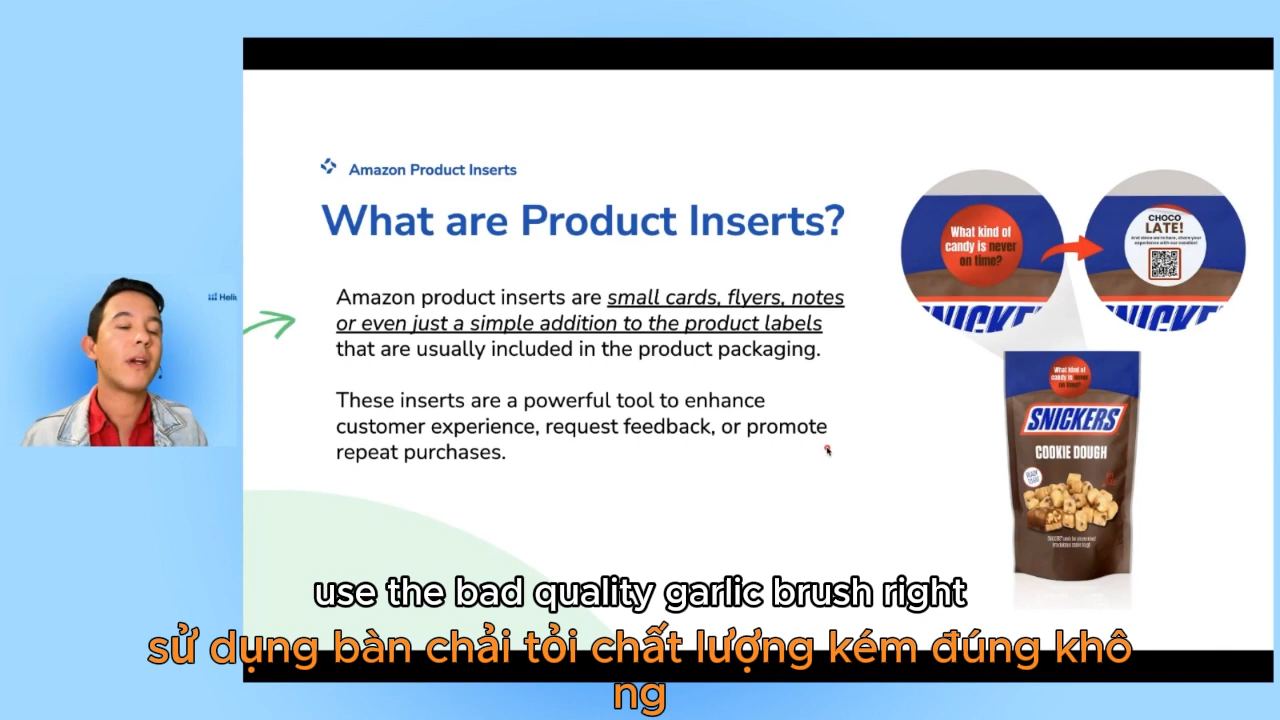 Amazon Product Inserts
What are Product Inserts?
Amazon product inserts are small cards, flyers, notes
or even just a simple addition to the product labels
that are usually included in the product packaging.
These inserts are a powerful tool to enhance
customer experience, request feedback, or promote
repeat purchases.
What kind of
candy is never
on time?
CHOCO
LATE!
SNICKERS
COOKIE DOUGH
use the bad quality garlic brush right
sử dụng bàn chải tỏi chất lượng kém đúng khô
ng